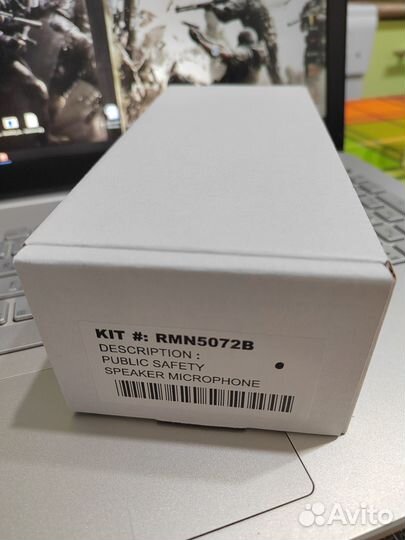 KIT #: RMN5072B
DESCRIPTION :
PUBLIC SAFETY
SPEAKER MICROPHONE
Avito